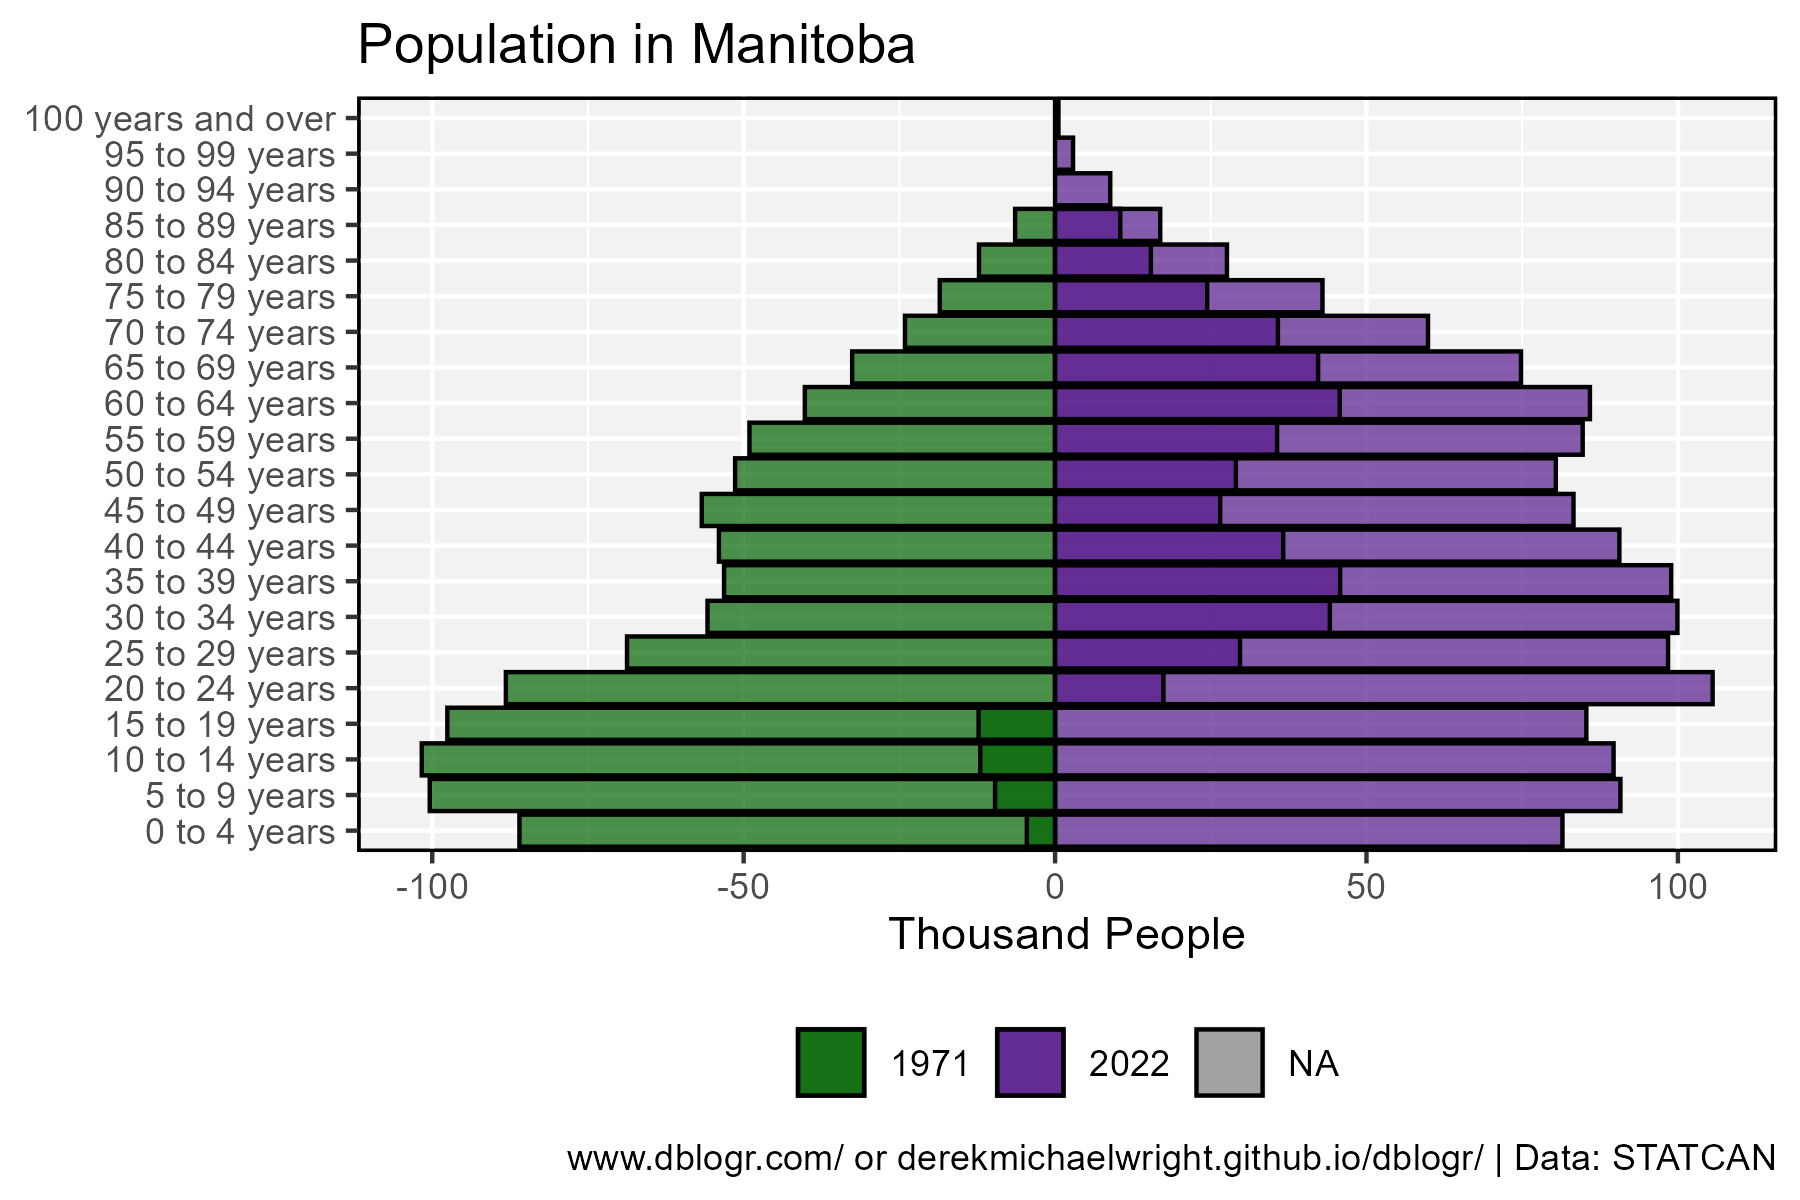 Population in Manitoba
100 years and over
95 to 99 years
90 to 94 years
85 to 89 years
80 to 84 years
75 to 79 years
70 to 74 years
65 to 69 years
60 to 64 years
55 to 59 years
50 to 54 years
45 to 49 years
40 to 44 years
35 to 39 years
30 to 34 years
25 to 29 years
20 to 24 years
15 to 19 years
10 to 14 years
5 to 9 years
0 to 4 years
-100 -50 0 50 100
Thousand People
1971 2022 NA
www.dblogr.com/ or derekmichaelwright.github.io/dblogr/ | Data: STATCAN